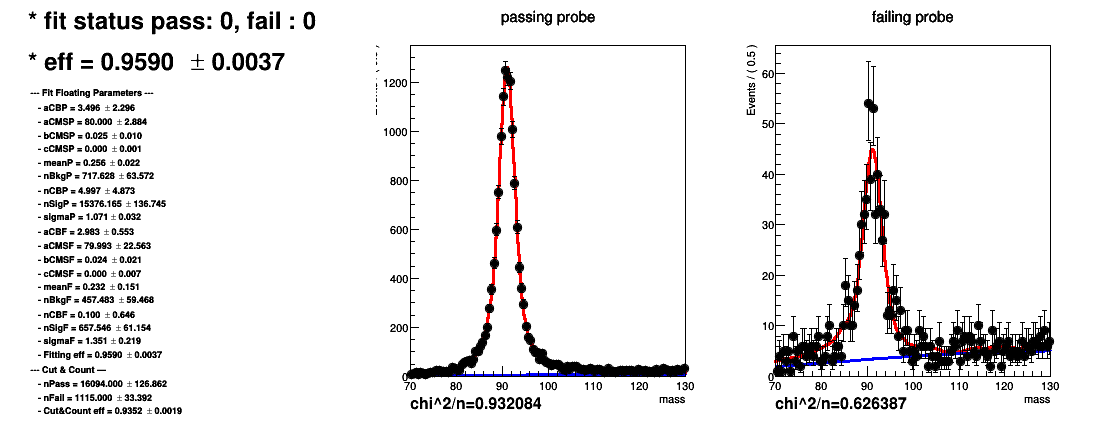 * fit status pass: 0, fail : 0
* eff = 0.9590 ± 0.0037
--- Fit Floating Parameters ---
- aCBP = 3.496 ± 2.296
- aCMSP = 80.000 ± 2.884
- bCMSP = 0.025 ± 0.010
- cCMSP = 0.000 ± 0.001
- meanP = 0.256 ± 0.022
- nBkgP = 717.628 ± 63.572
- nCBP = 4.997 ± 4.873
- nSigP = 15376.165 ± 136.745
- sigmaP = 1.071 ± 0.032
- aCBF = 2.983 ± 0.553
- aCMSF = 79.993 ± 22.563
- bCMSF = 0.024 ± 0.021
- cCMSF = 0.000 ± 0.007
- meanF = 0.232 ± 0.151
- nBkgF = 457.483 ± 59.468
- nCBF = 0.100 ± 0.646
- nSigF = 657.546 ± 61.154
- sigmaF = 1.351 ± 0.219
- Fitting eff = 0.9590 ± 0.0037
--- Cut & Count ---
- nPass = 16094.000 ± 126.862
- nFail = 1115.000 ± 33.392
- Cut&Count eff = 0.9352 ± 0.0019
passing probe
1200
1000
800
600
400
200
0
70 80 90 100 110 120 130
mass
chi^2/n=0.932084
failing probe
Events / ( 0.5 )
60
50
40
30
20
10
0
70 80 90 100 110 120 130
mass
chi^2/n=0.626387